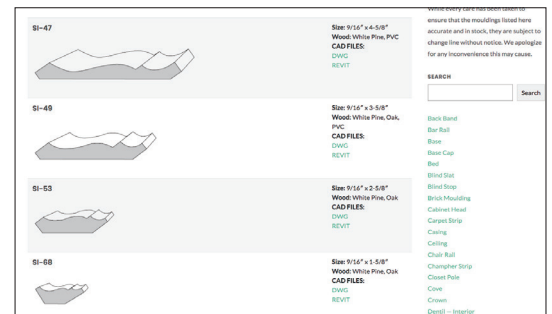 SI-47
Size: 9/16" x 4-5/8"
Wood: White Pine, PVC
CAD FILES:
DWG
REVIT
SI-49
Size: 9/16" x 3-5/8"
Wood: White Pine, Oak,
PVC
CAD FILES:
DWG
REVIT
SI-53
Size: 9/16" x 2-5/8"
Wood: White Pine, Oak
CAD FILES:
DWG
REVIT
SI-68
Size: 9/16" x 1-5/8"
Wood: White Pine, Oak
CAD FILES:
DWG
REVIT
While every care has been taken to
ensure that the mouldings listed here
accurate and in stock, they are subject to
change line without notice. We apologize
for any inconvenience this may cause.
SEARCH
Search
Back Band
Bar Rail
Base
Base Cap
Bed
Blind Slat
Blind Stop
Brick Moulding
Cabinet Head
Carpet Strip
Casing
Ceiling
Chair Rail
Champher Strip
Closet Pole
Cove
Crown
Dentil — Interior